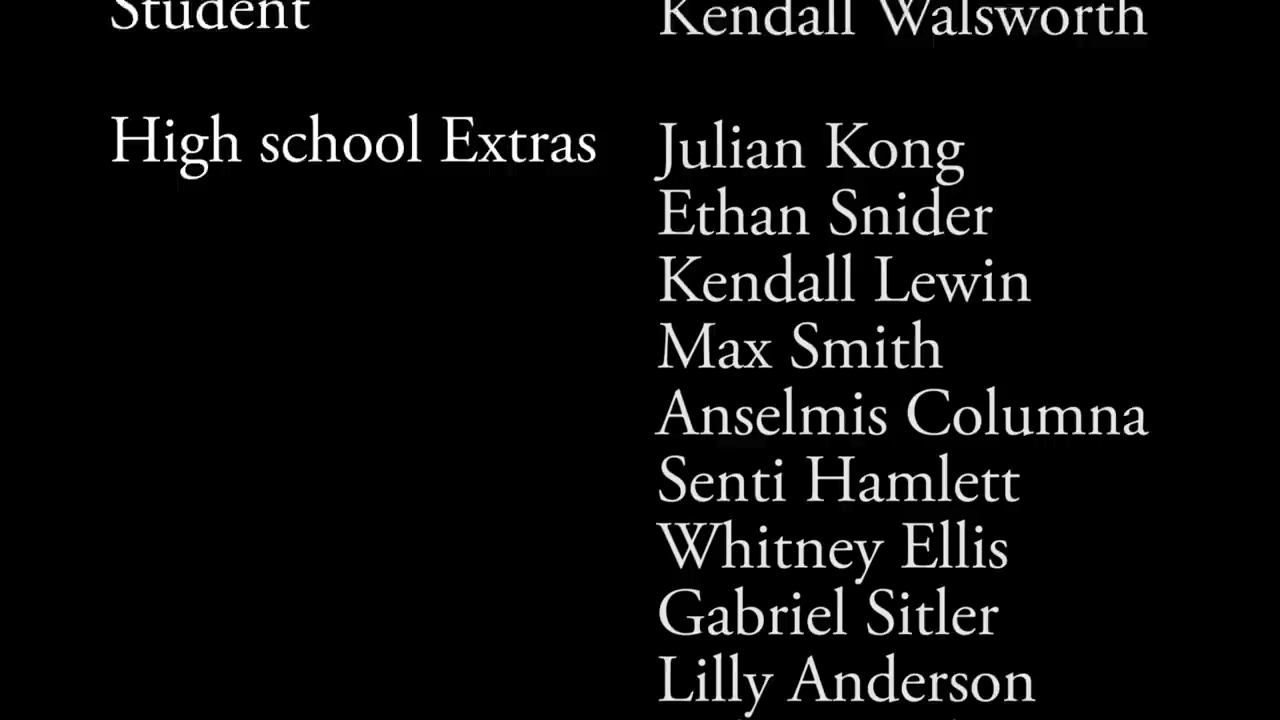 Student Kendall Walsworth
High school Extras Julian Kong
Ethan Snider
Kendall Lewin
Max Smith
Anselmis Columna
Senti Hamlett
Whitney Ellis
Gabriel Sitler
Lilly Anderson